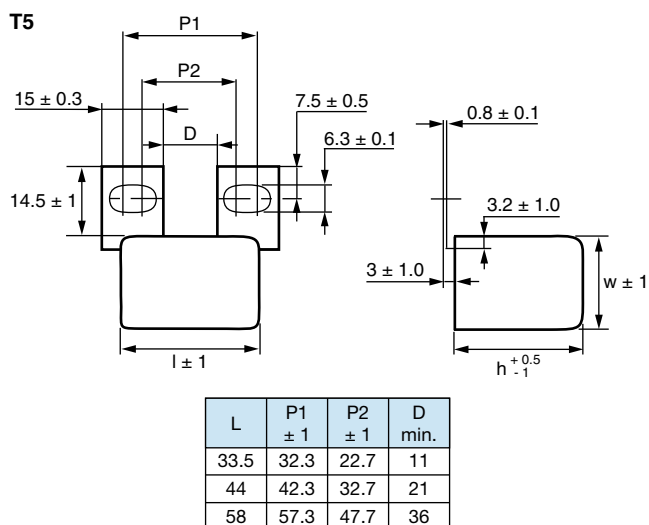 T5
P1
P2
15 ± 0.3
D
7.5 ± 0.5
6.3 ± 0.1
14.5 ± 1
l ± 1
0.8 ± 0.1
3.2 ± 1.0
3 ± 1.0
w ± 1
h + 0.5
- 1
L P1 P2 D
± 1 ± 1 min.
33.5 32.3 22.7 11
44 42.3 32.7 21
58 57.3 47.7 36